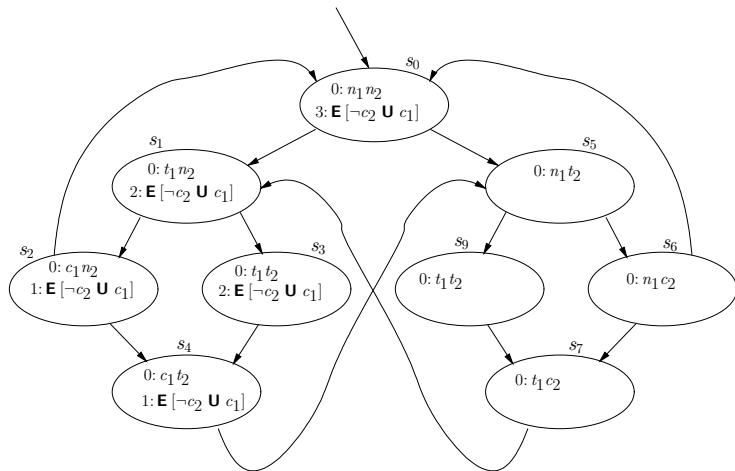 s0
0: n1n2
3: E [¬c2 U c1]
s1
0: t1n2
2: E [¬c2 U c1]
s5
0: n1t2
s2
0: c1n2
1: E [¬c2 U c1]
s3
0: t1t2
2: E [¬c2 U c1]
s9
0: t1t2
s6
0: n1c2
s4
0: c1t2
1: E [¬c2 U c1]
s7
0: t1c2